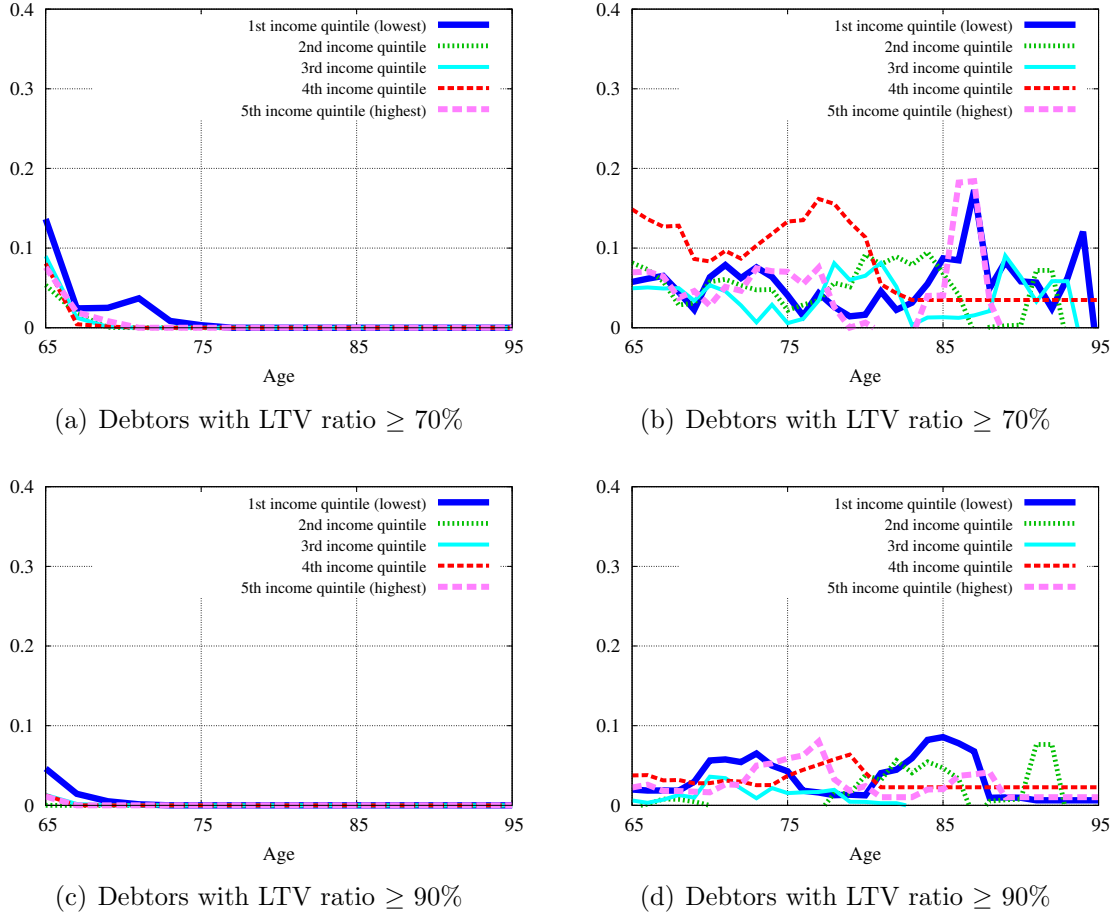 0.4
0.3
0.2
0.1
0
65
75
85
95
Age
1st income quintile (lowest)
2nd income quintile
3rd income quintile
4th income quintile
5th income quintile (highest)
(a) Debtors with LTV ratio ≥ 70%
0.4
0.3
0.2
0.1
0
65
75
85
95
Age
1st income quintile (lowest)
2nd income quintile
3rd income quintile
4th income quintile
5th income quintile (highest)
(b) Debtors with LTV ratio ≥ 70%
0.4
0.3
0.2
0.1
0
65
75
85
95
Age
1st income quintile (lowest)
2nd income quintile
3rd income quintile
4th income quintile
5th income quintile (highest)
(c) Debtors with LTV ratio ≥ 90%
0.4
0.3
0.2
0.1
0
65
75
85
95
Age
1st income quintile (lowest)
2nd income quintile
3rd income quintile
4th income quintile
5th income quintile (highest)
(d) Debtors with LTV ratio ≥ 90%